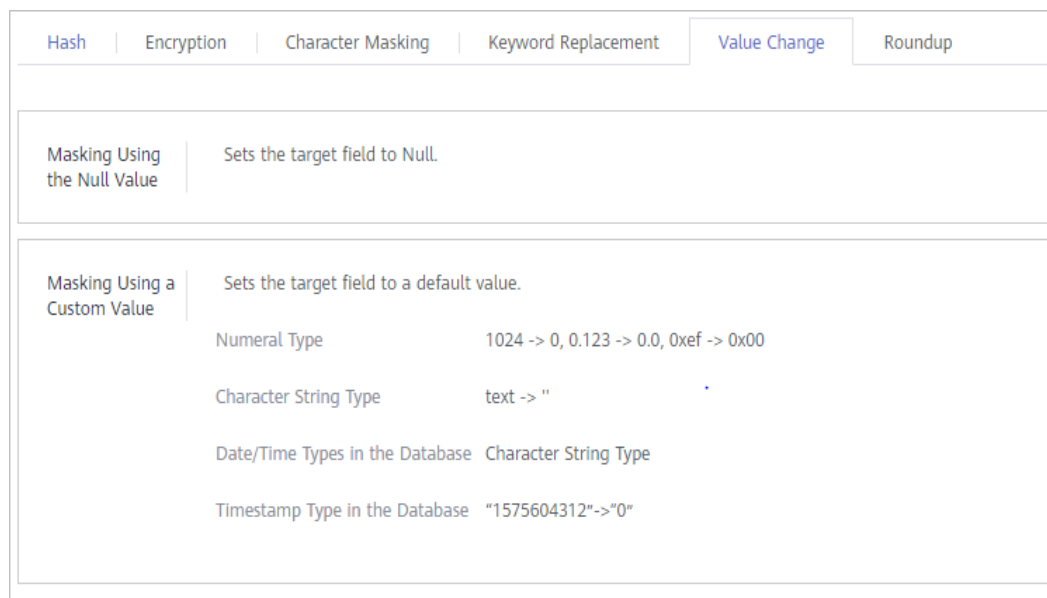 Hash Encryption Character Masking Keyword Replacement Value Change Roundup
Masking Using
the Null Value
Sets the target field to Null.
Masking Using a
Custom Value
Sets the target field to a default value.
Numeral Type 1024 -> 0, 0.123 -> 0.0, 0xef -> 0x00
Character String Type text -> ''
Date/Time Types in the Database Character String Type
Timestamp Type in the Database “1575604312”->”0”